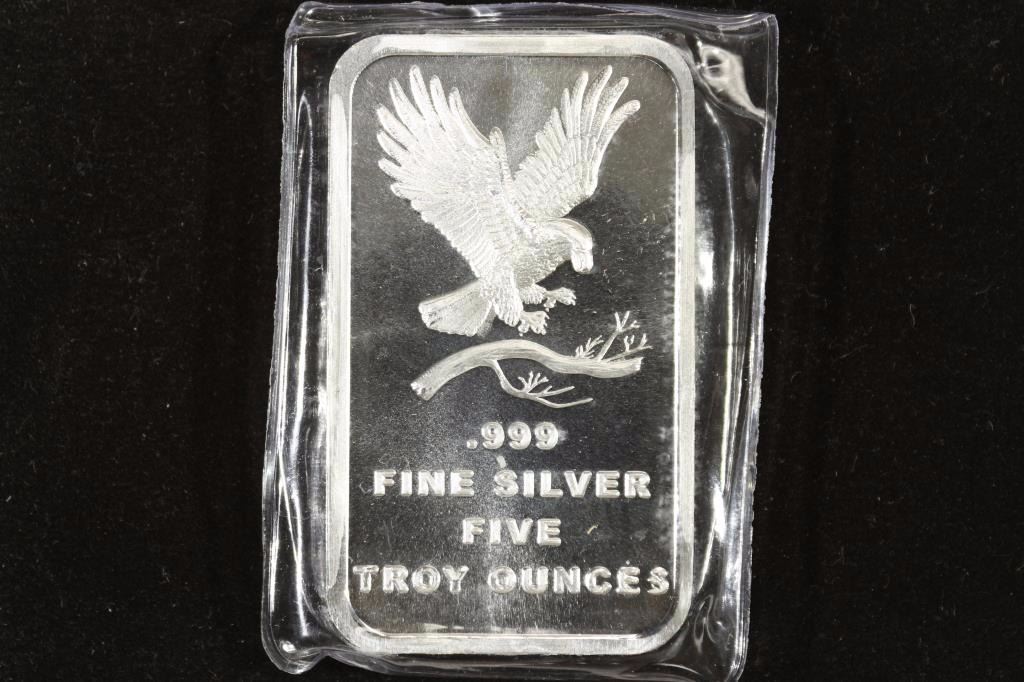 .999
FINE SILVER
FIVE
TROY OUNCES